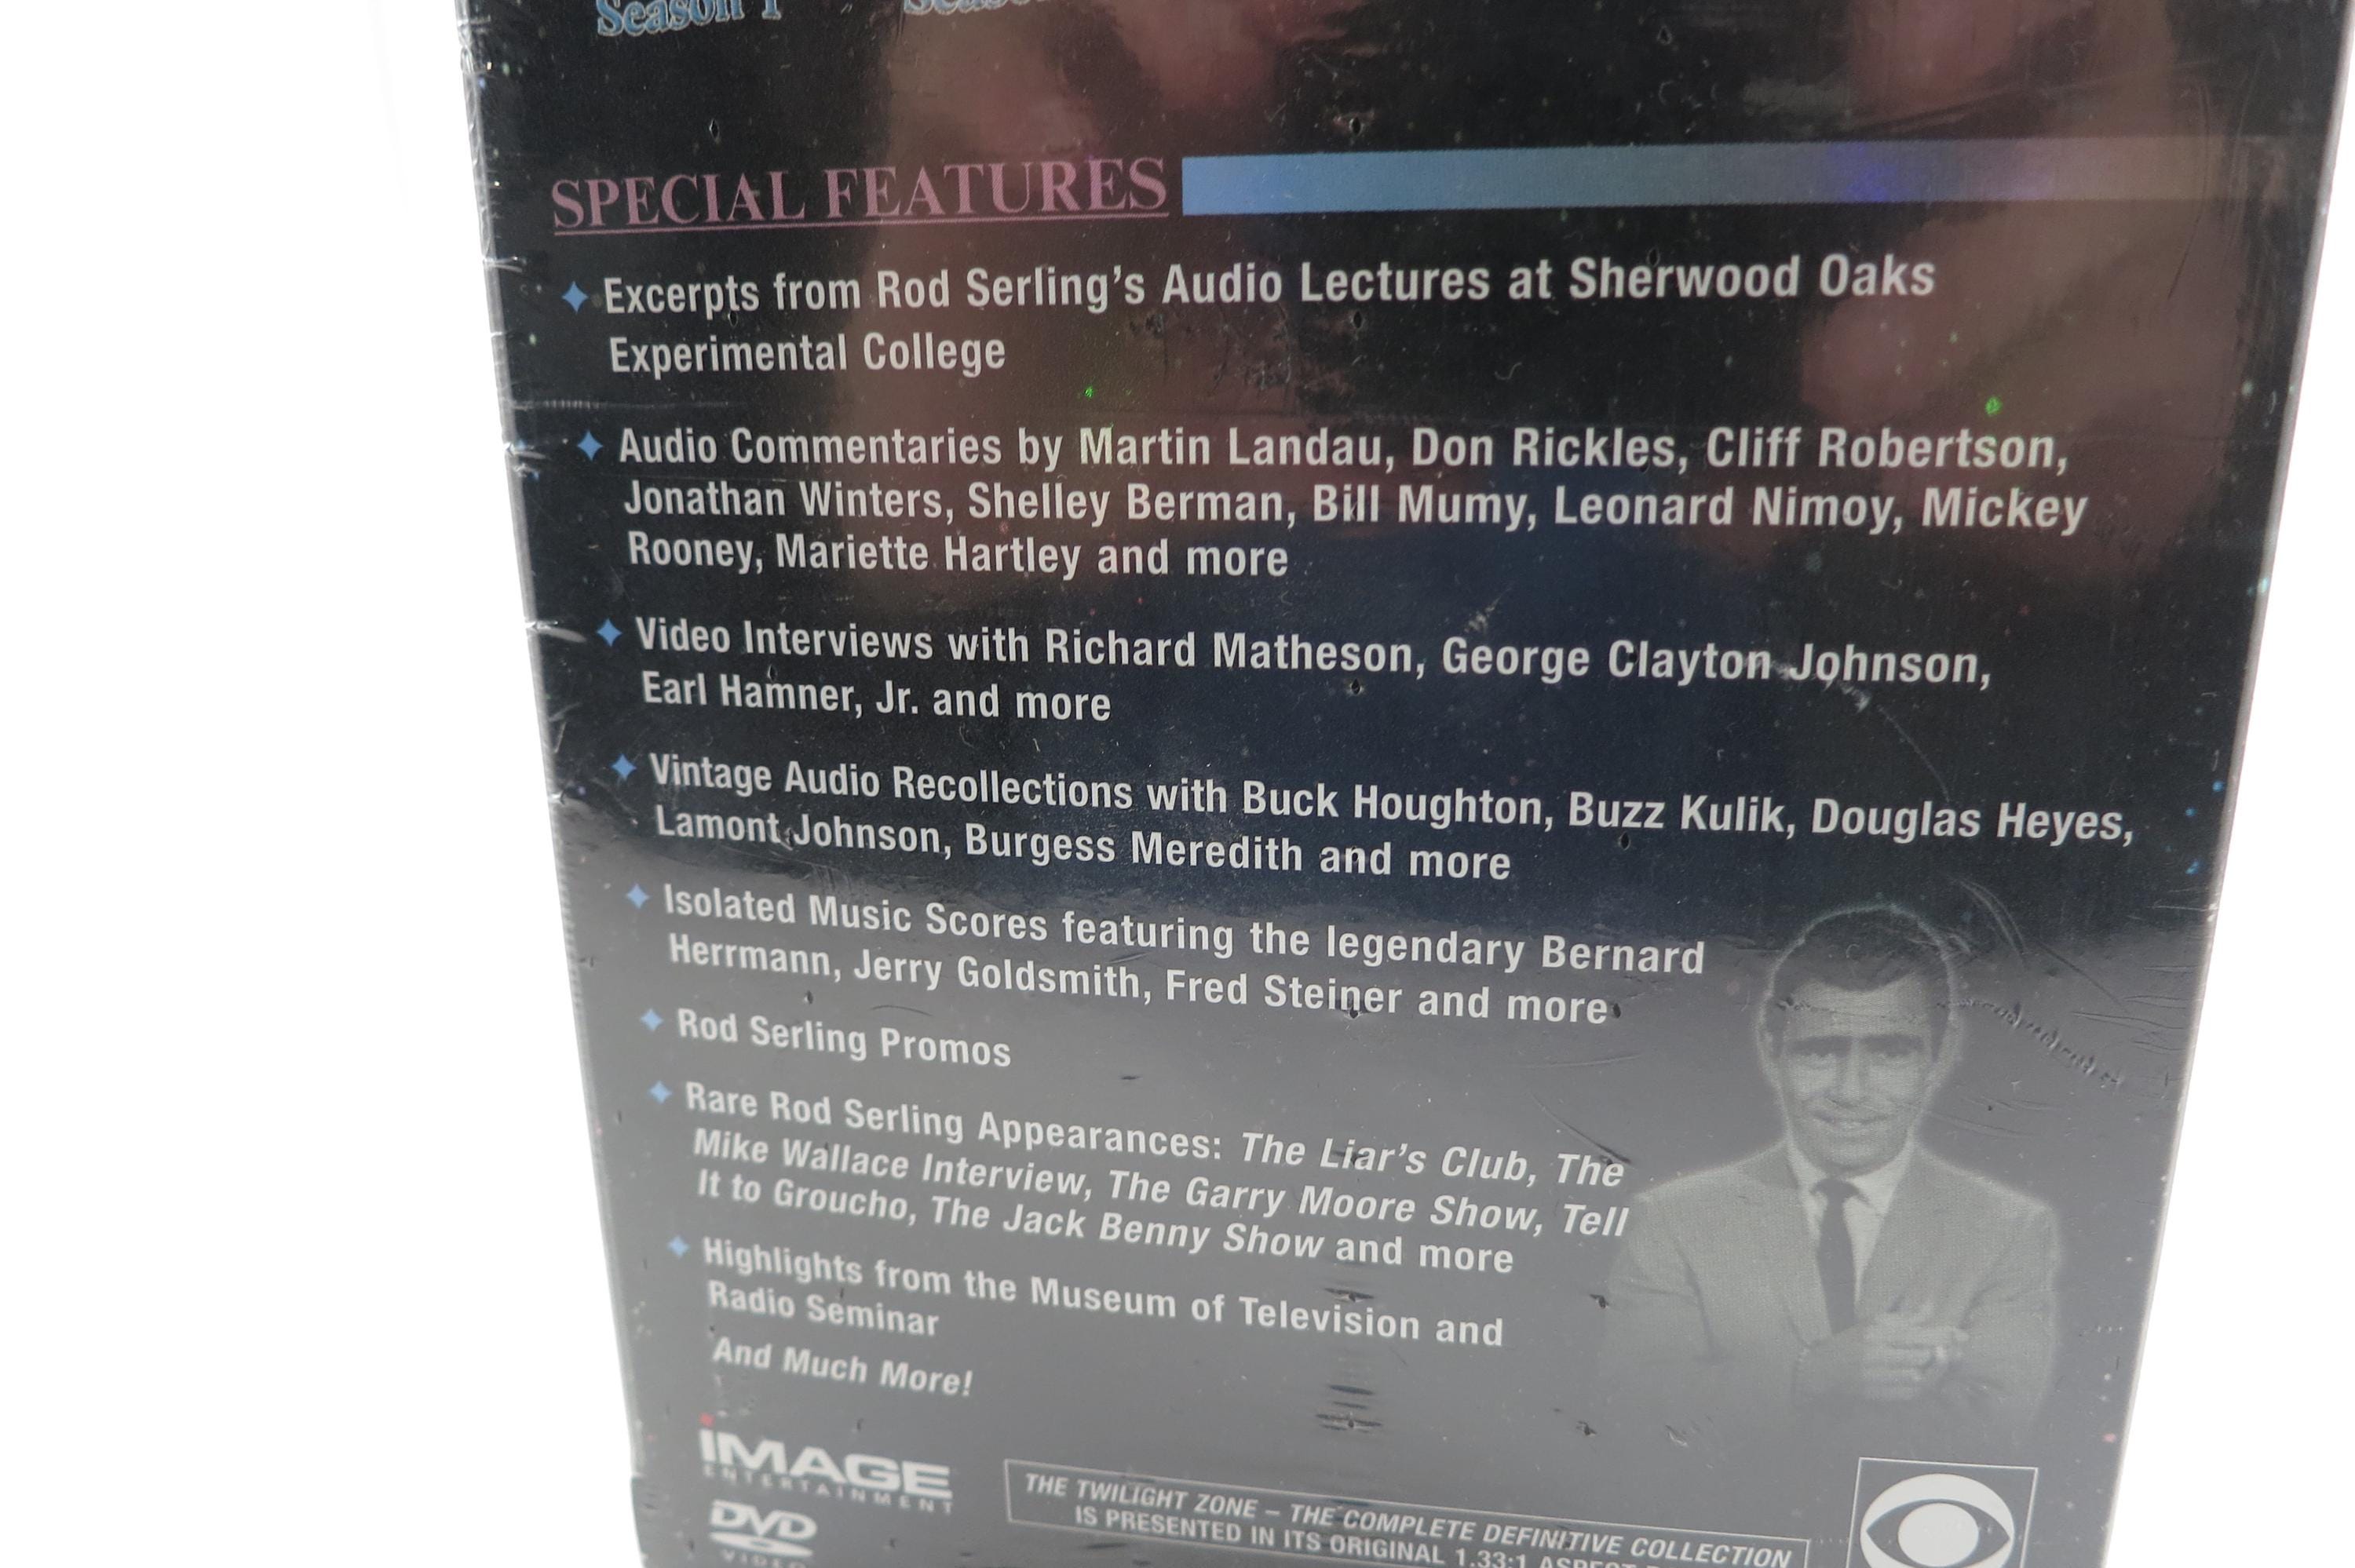 Season 1
SPECIAL FEATURES
Excerpts from Rod Serling's Audio Lectures at Sherwood Oaks
Experimental College
Audio Commentaries by Martin Landau, Don Rickles, Cliff Robertson,
Jonathan Winters, Shelley Berman, Bill Mumy, Leonard Nimoy, Mickey
Rooney, Mariette Hartley and more
Video Interviews with Richard Matheson, George Clayton Johnson,
Earl Hamner, Jr. and more
Vintage Audio Recollections with Buck Houghton, Buzz Kulik, Douglas Heyes,
Lamont Johnson, Burgess Meredith and more
Isolated Music Scores featuring the legendary Bernard
Herrmann, Jerry Goldsmith, Fred Steiner and more
Rod Serling Promos
Rare Rod Serling Appearances: The Liar's Club, The
Mike Wallace Interview, The Garry Moore Show, Tell
It to Groucho, The Jack Benny Show and more
Highlights from the Museum of Television and
Radio Seminar
And Much More!
iMAGE
ENTERTAINMENT
DVD
VIDEO
THE TWILIGHT ZONE – THE COMPLETE DEFINITIVE COLLECTION
IS PRESENTED IN ITS ORIGINAL 1.33:1 ASPECT